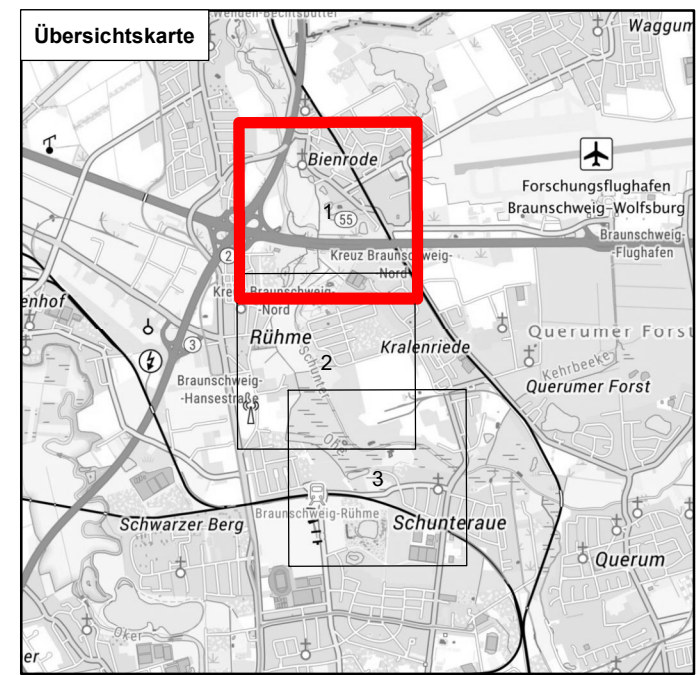 Übersichtskarte
Wenden-Bechtsbüttel
Waggum
Bienrode
Forschungsflughafen
Braunschweig-Wolfsburg
1
55
Braunschweig-
-Flughafen
2
Kreuz Braunschweig-
Nord
Kreuz Braunschweig-
-Nord
enhof
Rühme
Schunter
Kralenriede
Querumer Forst
3
2
Kehrbeeke
Querumer Forst
Braunschweig-
-Hansestraße
Ohe
3
Braunschweig-Rühme
Schwarzer Berg
Schunteraue
Querum
Oker
er